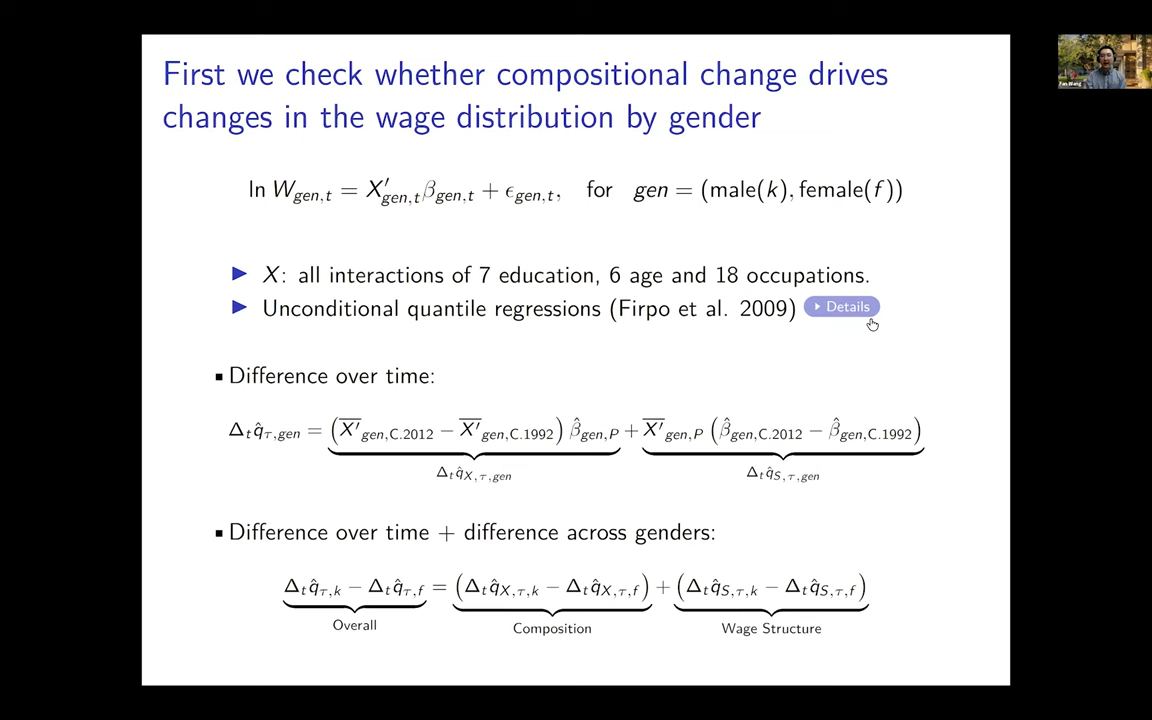 First we check whether compositional change drives
changes in the wage distribution by gender
ln W_{gen,t} = X'_{gen,t}β_{gen,t} + ϵ_{gen,t}, for gen = (male(k), female(f))
▶ X: all interactions of 7 education, 6 age and 18 occupations.
▶ Unconditional quantile regressions (Firpo et al. 2009) ▸ Details
▪ Difference over time:
Δ_t q̂_{τ,gen} = (X̅'_{gen,C.2012} − X̅'_{gen,C.1992}) β̂_{gen,P} + X̅'_{gen,P} (β̂_{gen,C.2012} − β̂_{gen,C.1992})
Δ_t q̂_{X,τ,gen} Δ_t q̂_{S,τ,gen}
▪ Difference over time + difference across genders:
Δ_t q̂_{τ,k} − Δ_t q̂_{τ,f} = (Δ_t q̂_{X,τ,k} − Δ_t q̂_{X,τ,f}) + (Δ_t q̂_{S,τ,k} − Δ_t q̂_{S,τ,f})
Overall Composition Wage Structure
Fan Wang